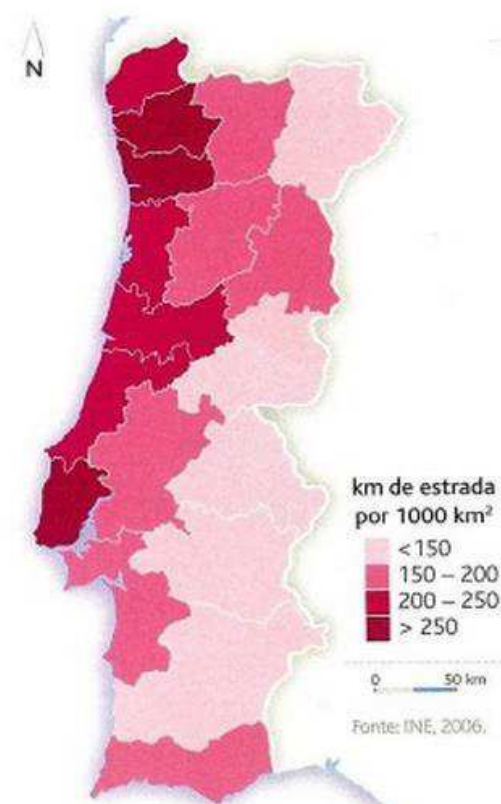 N
km de estrada
por 1000 km²
<150
150 – 200
200 – 250
> 250
0 50 km
Fonte: INE, 2006.